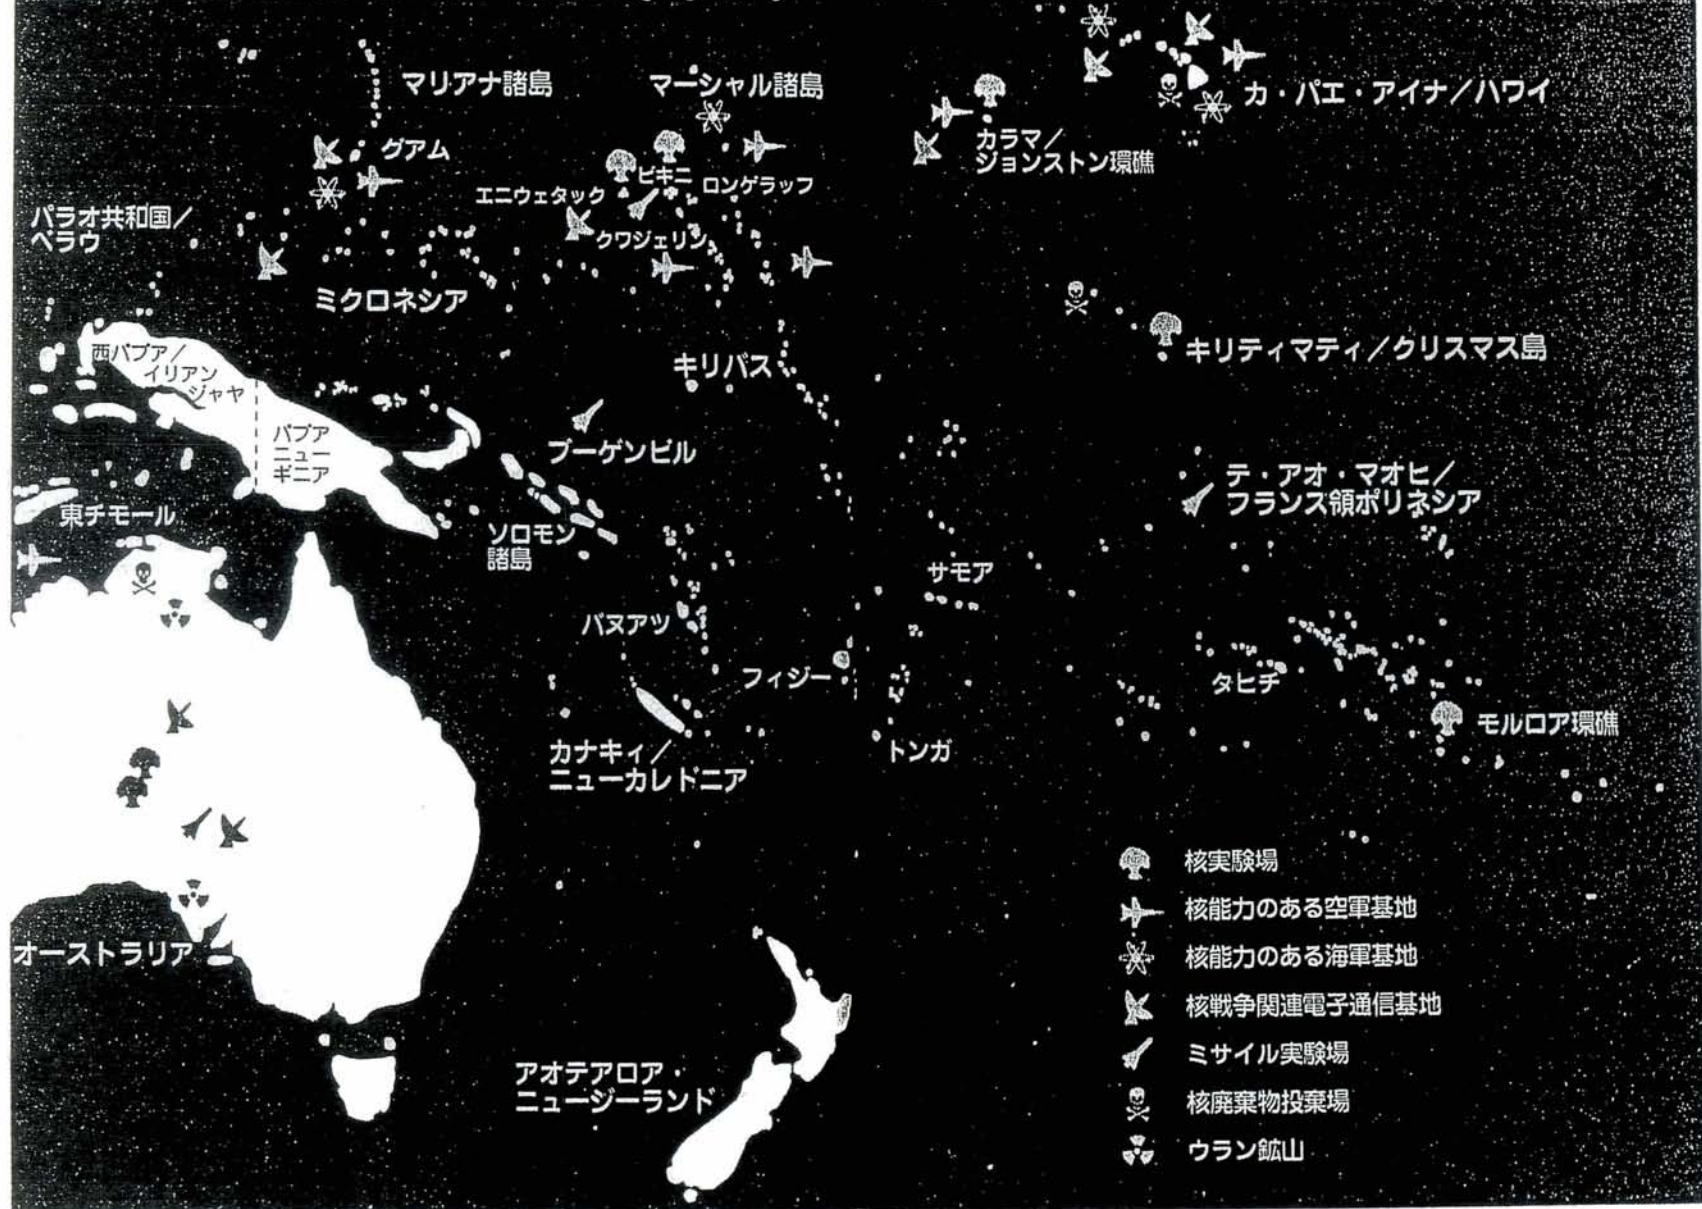 マリアナ諸島
マーシャル諸島
カ・パエ・アイナ／ハワイ
グアム
カラマ／
ジョンストン環礁
ビキニ
エニウェタック
ロンゲラッフ
パラオ共和国／
ベラウ
クワジェリン
ミクロネシア
西パプア／
イリアン
ジャヤ
キリバス
キリティマティ／クリスマス島
パプア
ニュー
ギニア
ブーゲンビル
テ・アオ・マオヒ／
フランス領ポリネシア
東チモール
ソロモン
諸島
サモア
バヌアツ
フィジー
タヒチ
モルロア環礁
カナキィ／
ニューカレドニア
トンガ
オーストラリア
アオテアロア・
ニュージーランド
核実験場
核能力のある空軍基地
核能力のある海軍基地
核戦争関連電子通信基地
ミサイル実験場
核廃棄物投棄場
ウラン鉱山